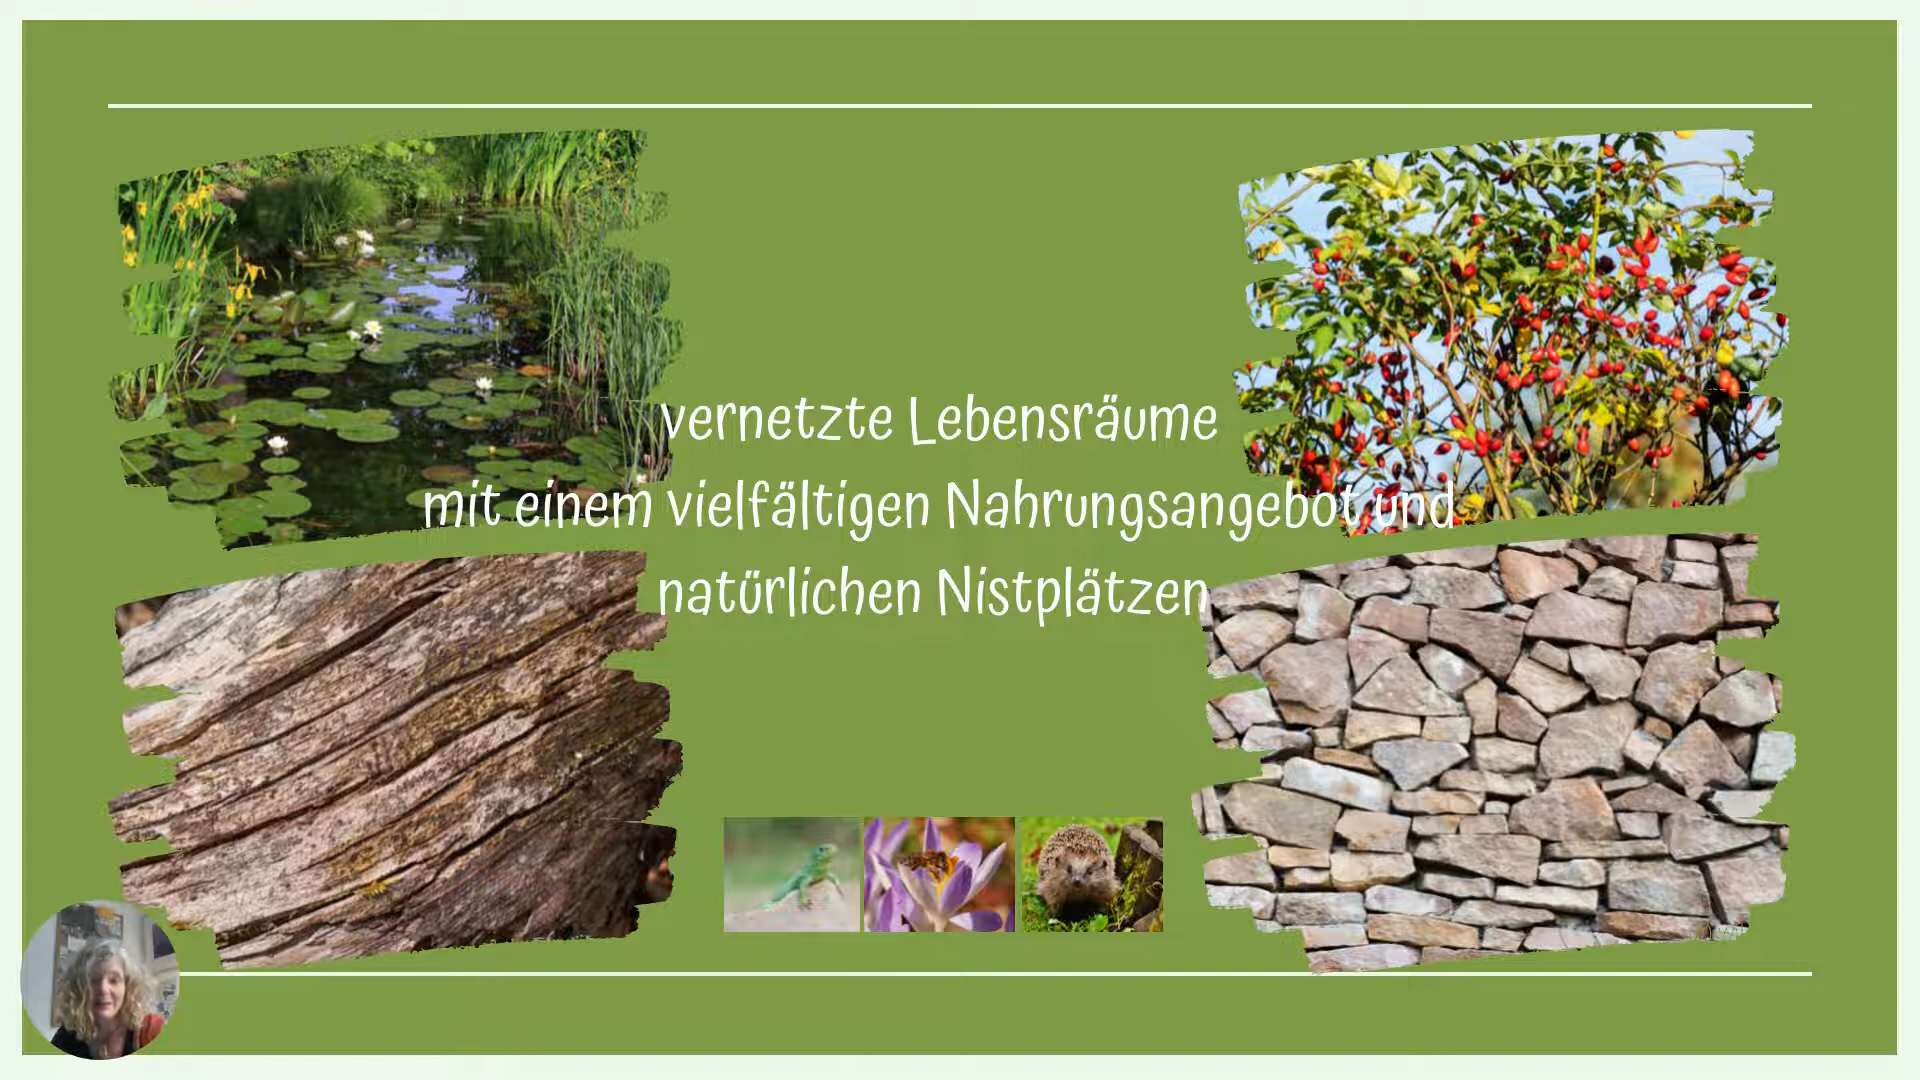 vernetzte Lebensräume
mit einem vielfältigen Nahrungsangebot und
natürlichen Nistplätzen